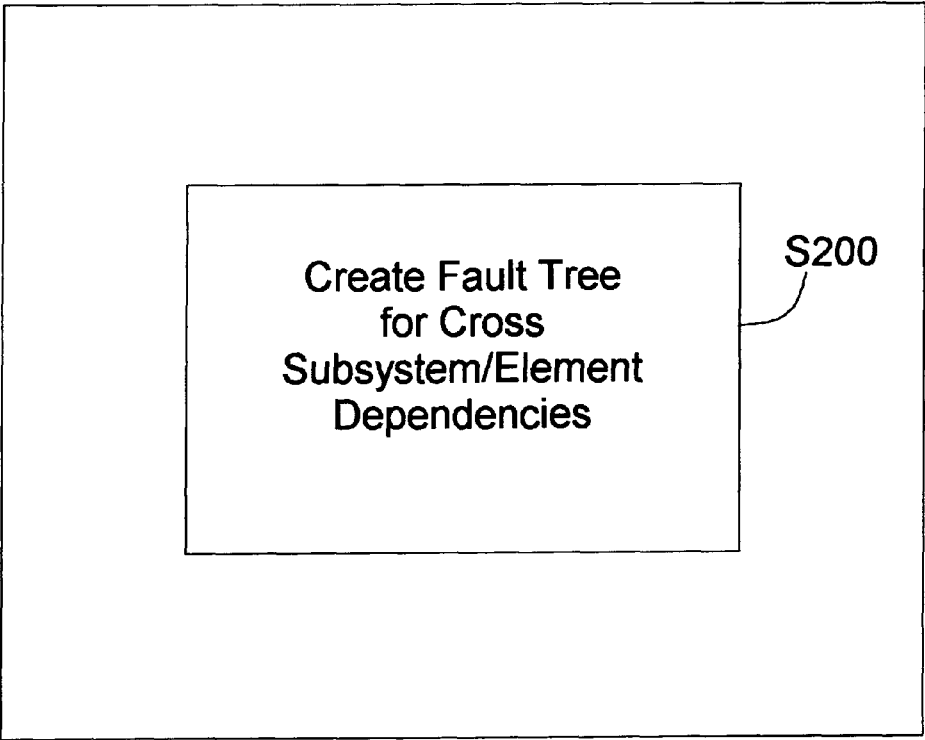 Create Fault Tree
for Cross
Subsystem/Element
Dependencies
S200